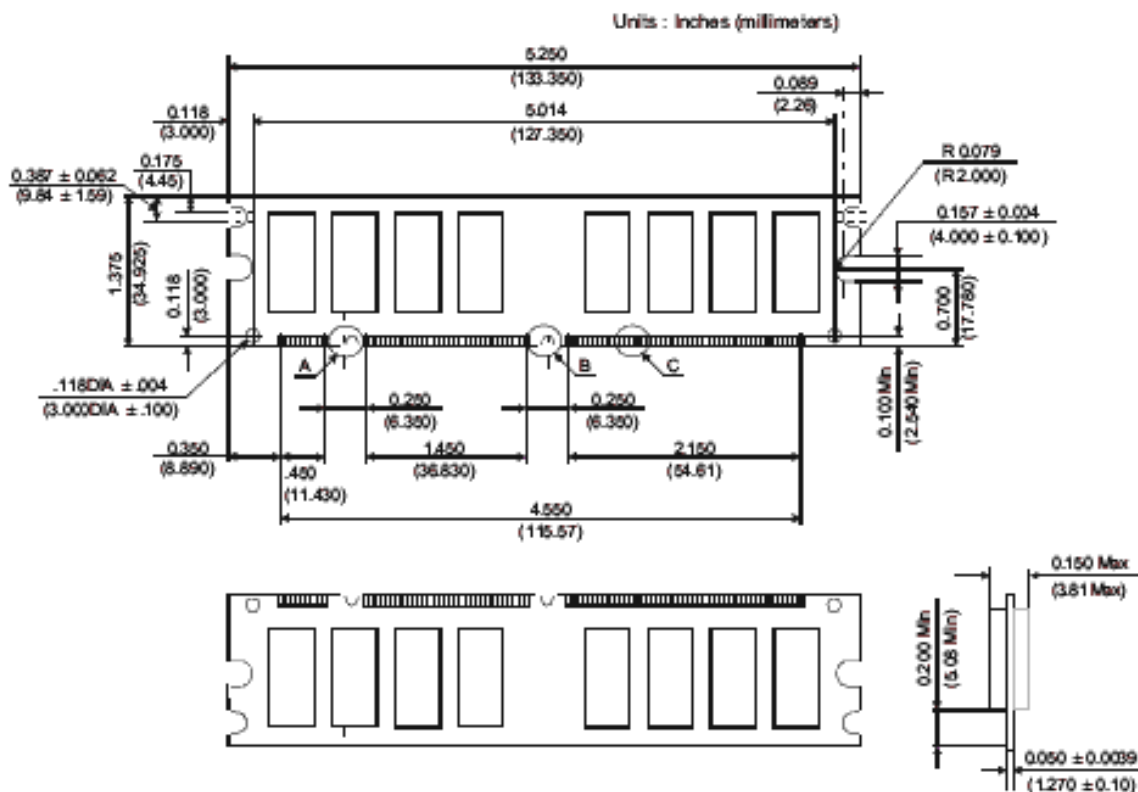 Units : Inches (millimeters)
5.250
(133.350)
0.089
(2.26)
5.014
(127.350)
0.118
(3.000)
R 0.079
(R 2.000)
0.175
(4.45)
0.387 ± 0.062
(9.84 ± 1.59)
0.157 ± 0.004
(4.000 ± 0.100)
1.375
(34.925)
0.118
(3.000)
0.700
(17.780)
A
B
C
.118DIA ± .004
(3.000DIA ± .100)
0.250
(6.350)
0.250
(6.350)
0.100 Min
(2.540 Min)
0.350
(8.890)
.450
(11.430)
1.450
(36.830)
2.150
(54.61)
4.550
(115.57)
0.150 Max
(3.81 Max)
0.200 Min
(5.08 Min)
0.050 ± 0.0039
(1.270 ± 0.10)